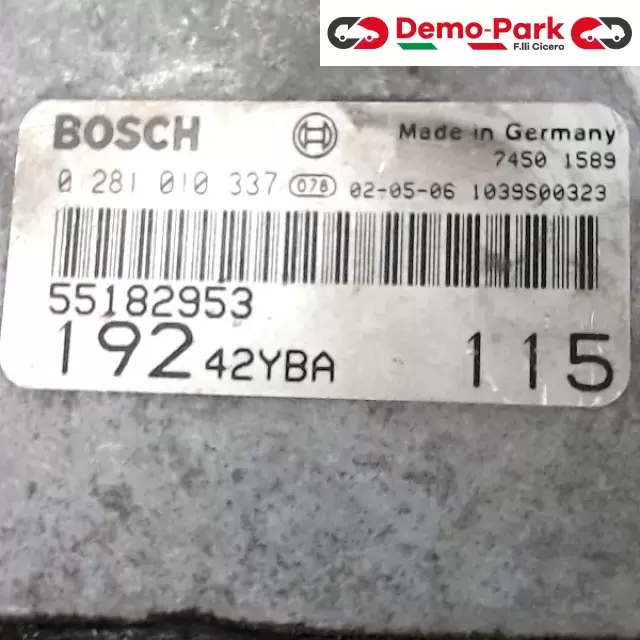 Demo-Park
F.lli Cicero
BOSCH
Made in Germany
7450 1589
0 281 010 337 078 02-05-06 1039S00323
55182953
192 42YBA 115